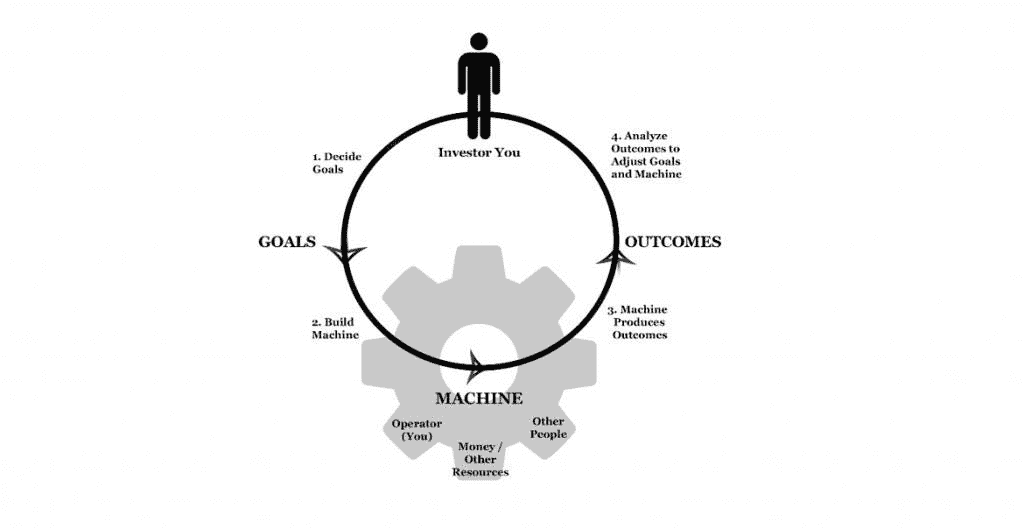 Investor You
1. Decide
Goals
GOALS
2. Build
Machine
MACHINE
Operator
(You)
Money /
Other
Resources
Other
People
3. Machine
Produces
Outcomes
OUTCOMES
4. Analyze
Outcomes to
Adjust Goals
and Machine